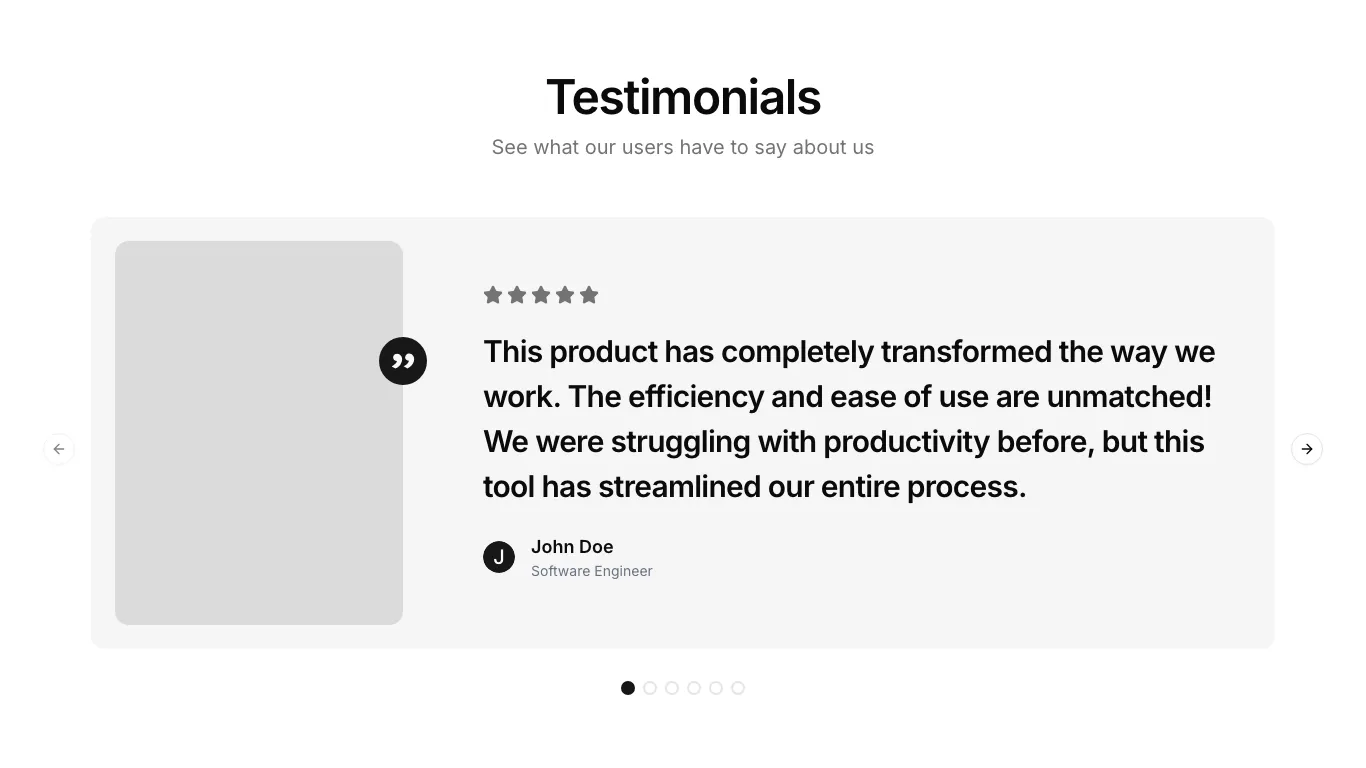 Testimonials
See what our users have to say about us
This product has completely transformed the way we
work. The efficiency and ease of use are unmatched!
We were struggling with productivity before, but this
tool has streamlined our entire process.
J
John Doe
Software Engineer